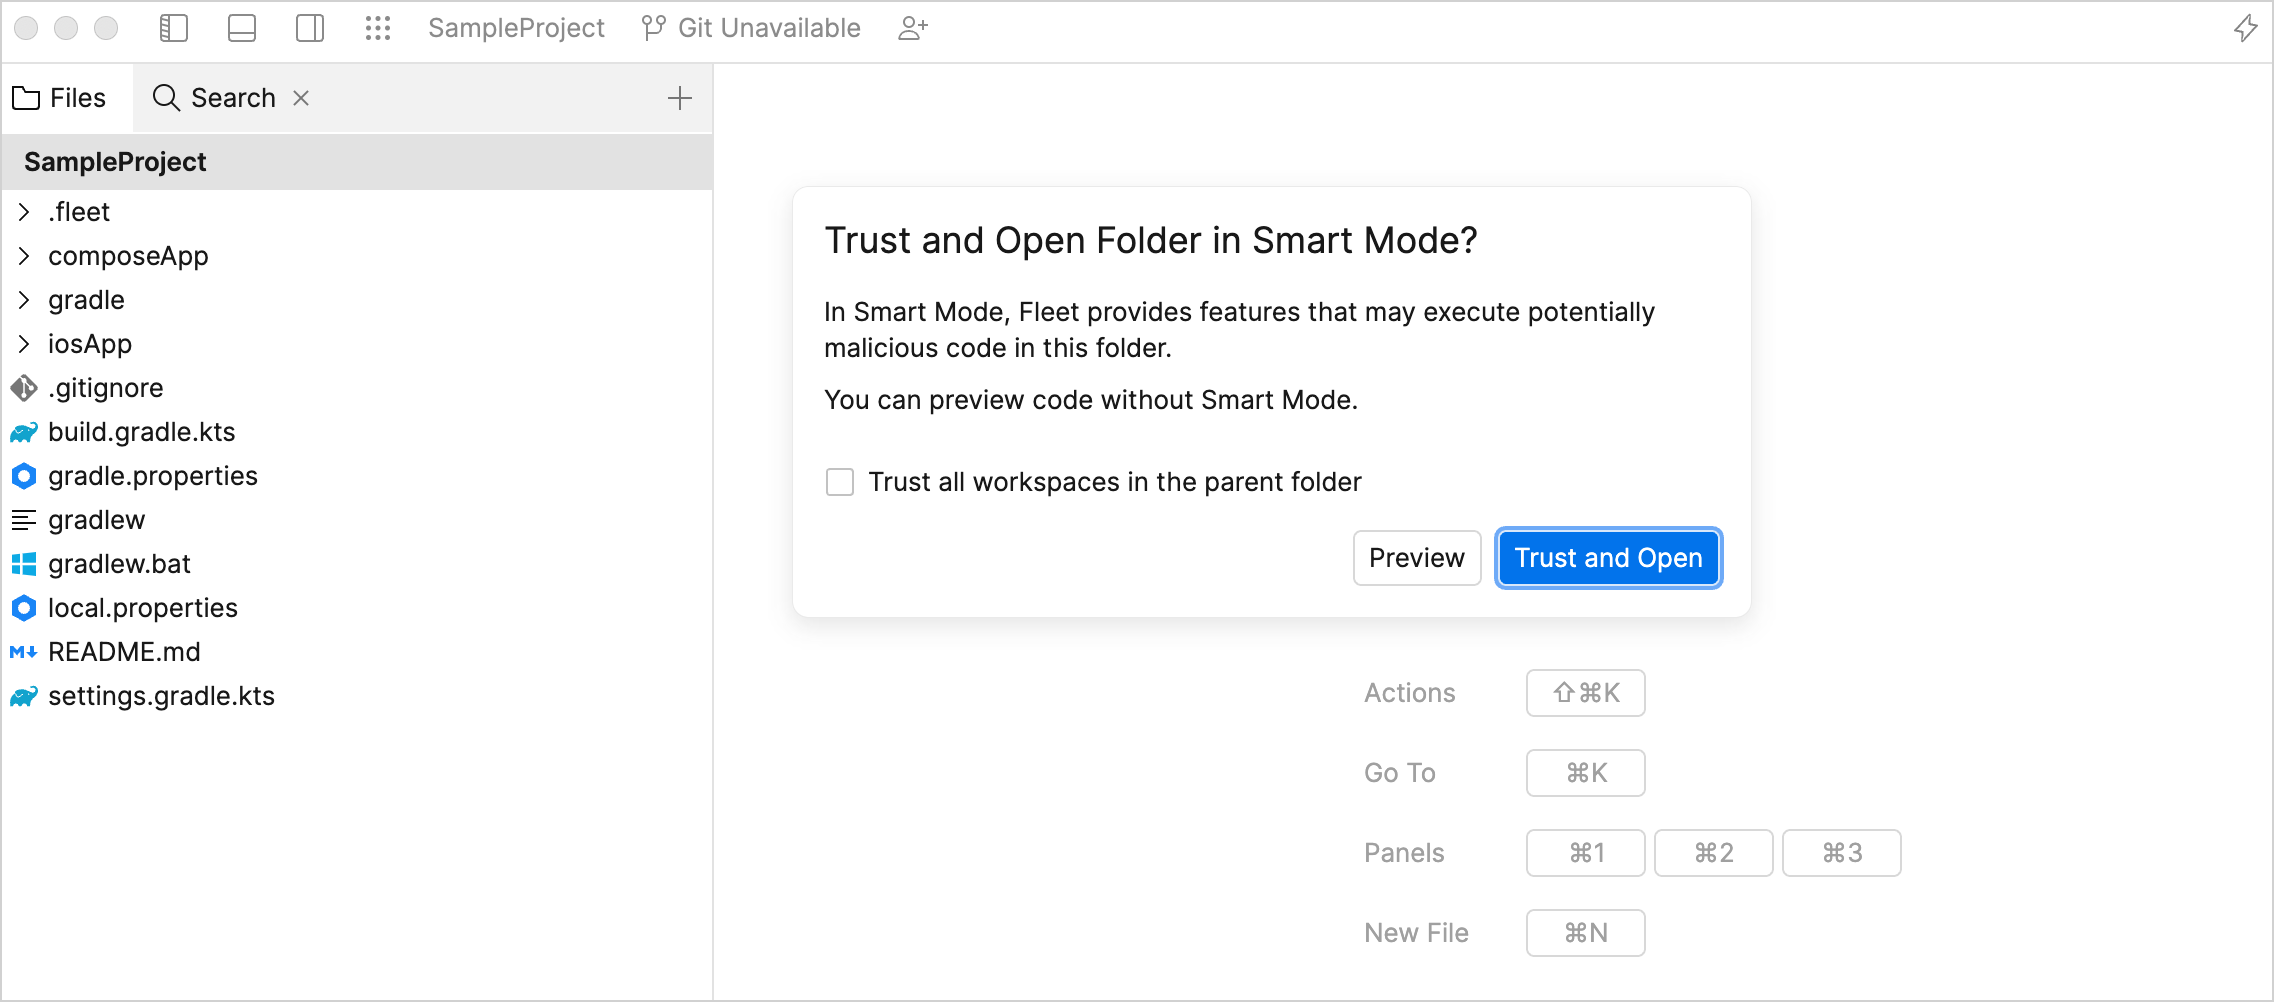 SampleProject
Git Unavailable
Files
Search
SampleProject
.fleet
composeApp
gradle
iosApp
.gitignore
build.gradle.kts
gradle.properties
gradlew
gradlew.bat
local.properties
README.md
settings.gradle.kts
Trust and Open Folder in Smart Mode?
In Smart Mode, Fleet provides features that may execute potentially
malicious code in this folder.
You can preview code without Smart Mode.
Trust all workspaces in the parent folder
Preview
Trust and Open
Actions ⇧⌘K
Go To ⌘K
Panels ⌘1 ⌘2 ⌘3
New File ⌘N